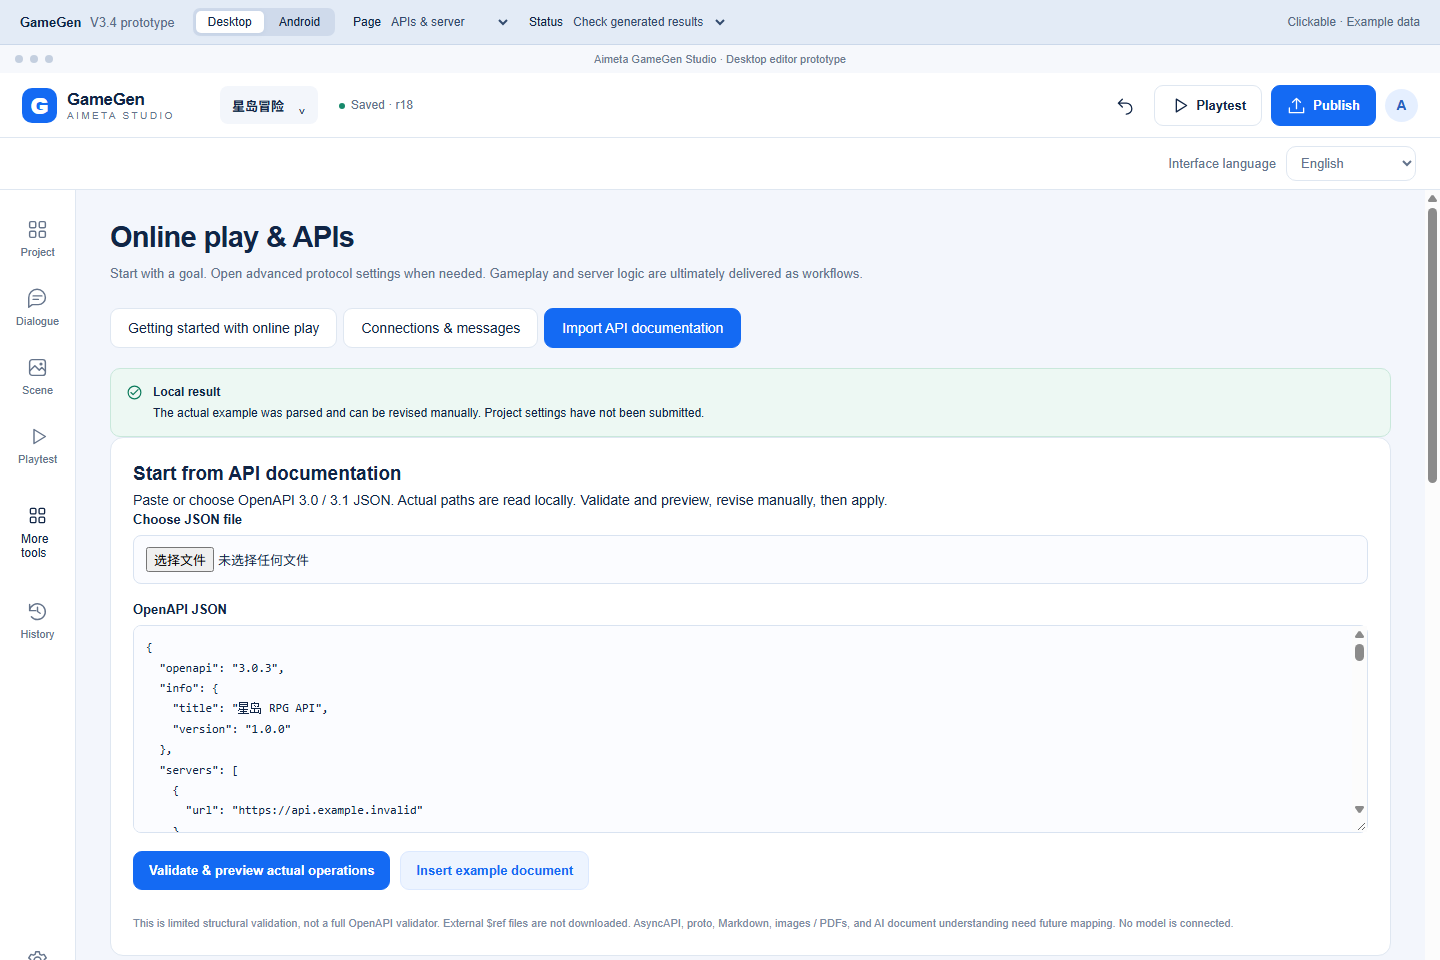 GameGen V3.4 prototype Desktop Android Page APIs & server Status Check generated results Clickable · Example data
Aimeta GameGen Studio · Desktop editor prototype
G GameGen
AIMETA STUDIO
星岛冒险
Saved · r18
Playtest
Publish
A
Interface language English
Project
Dialogue
Scene
Playtest
More
tools
History
Online play & APIs
Start with a goal. Open advanced protocol settings when needed. Gameplay and server logic are ultimately delivered as workflows.
Getting started with online play Connections & messages Import API documentation
Local result
The actual example was parsed and can be revised manually. Project settings have not been submitted.
Start from API documentation
Paste or choose OpenAPI 3.0 / 3.1 JSON. Actual paths are read locally. Validate and preview, revise manually, then apply.
Choose JSON file
选择文件 未选择任何文件
OpenAPI JSON
{
"openapi": "3.0.3",
"info": {
"title": "星岛 RPG API",
"version": "1.0.0"
},
"servers": [
{
"url": "https://api.example.invalid"
}
Validate & preview actual operations Insert example document
This is limited structural validation, not a full OpenAPI validator. External $ref files are not downloaded. AsyncAPI, proto, Markdown, images / PDFs, and AI document understanding need future mapping. No model is connected.